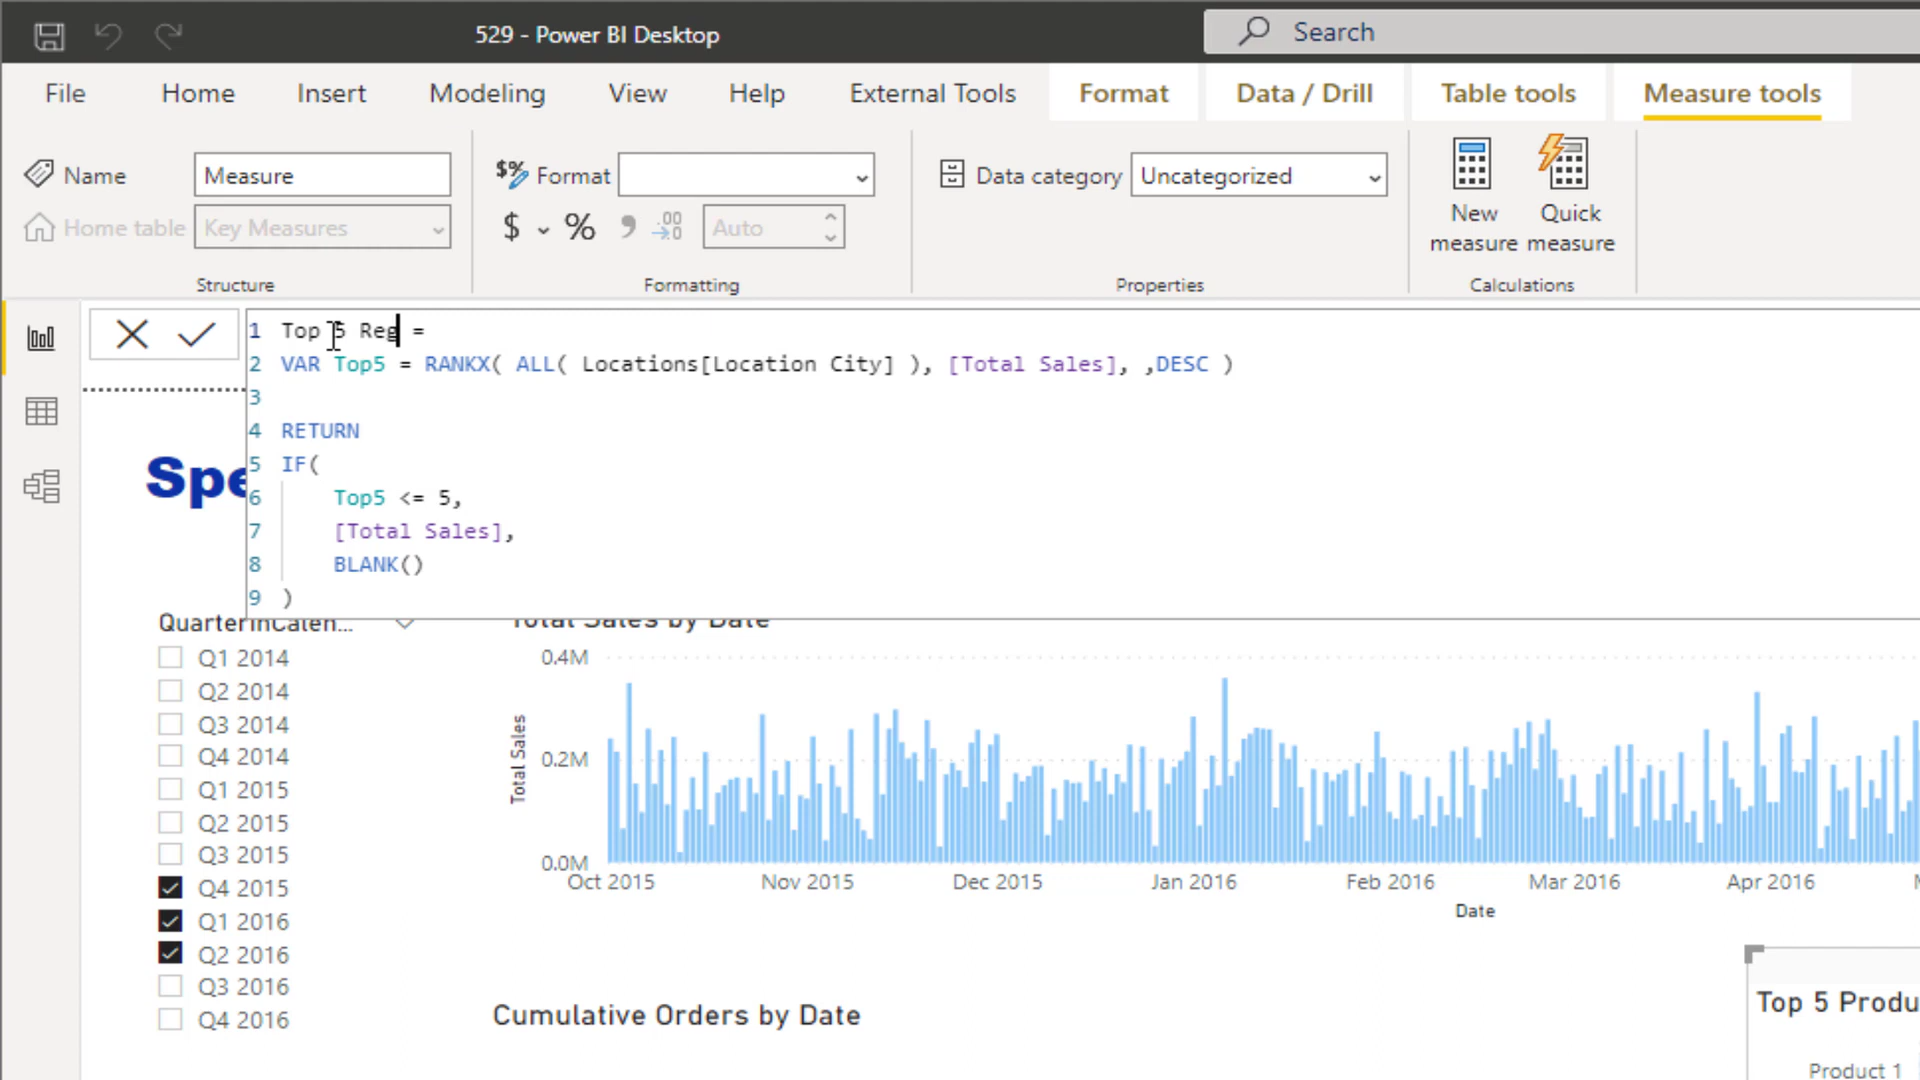 529 - Power BI Desktop
Search
File Home Insert Modeling View Help External Tools Format Data / Drill Table tools Measure tools
Name Measure
Home table Key Measures
Structure
$% Format
$ % , .00 Auto
Formatting
Data category Uncategorized
Properties
New measure
Quick measure
Calculations
1 Top 5 Reg =
2 VAR Top5 = RANKX( ALL( Locations[Location City] ), [Total Sales], ,DESC )
3
4 RETURN
5 IF(
6 Top5 <= 5,
7 [Total Sales],
8 BLANK()
9 )
Spe
QuarterInCalen...
Q1 2014
Q2 2014
Q3 2014
Q4 2014
Q1 2015
Q2 2015
Q3 2015
Q4 2015
Q1 2016
Q2 2016
Q3 2016
Q4 2016
Total Sales by Date
Total Sales
0.4M
0.2M
0.0M
Oct 2015 Nov 2015 Dec 2015 Jan 2016 Feb 2016 Mar 2016 Apr 2016
Date
Cumulative Orders by Date
Top 5 Produ
Product 1